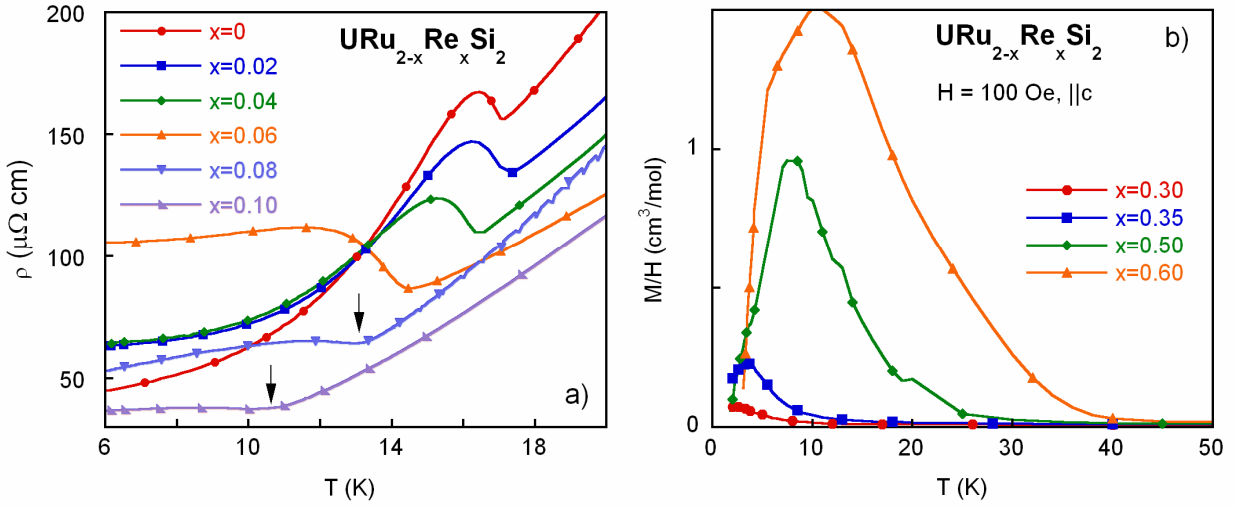 URu2-xRexSi2
x=0
x=0.02
x=0.04
x=0.06
x=0.08
x=0.10
200
150
100
50
ρ (μΩ cm)
a)
6 10 14 18
T (K)
URu2-xRexSi2
b)
H = 100 Oe, ||c
x=0.30
x=0.35
x=0.50
x=0.60
1
0
M/H (cm³/mol)
0 10 20 30 40 50
T (K)